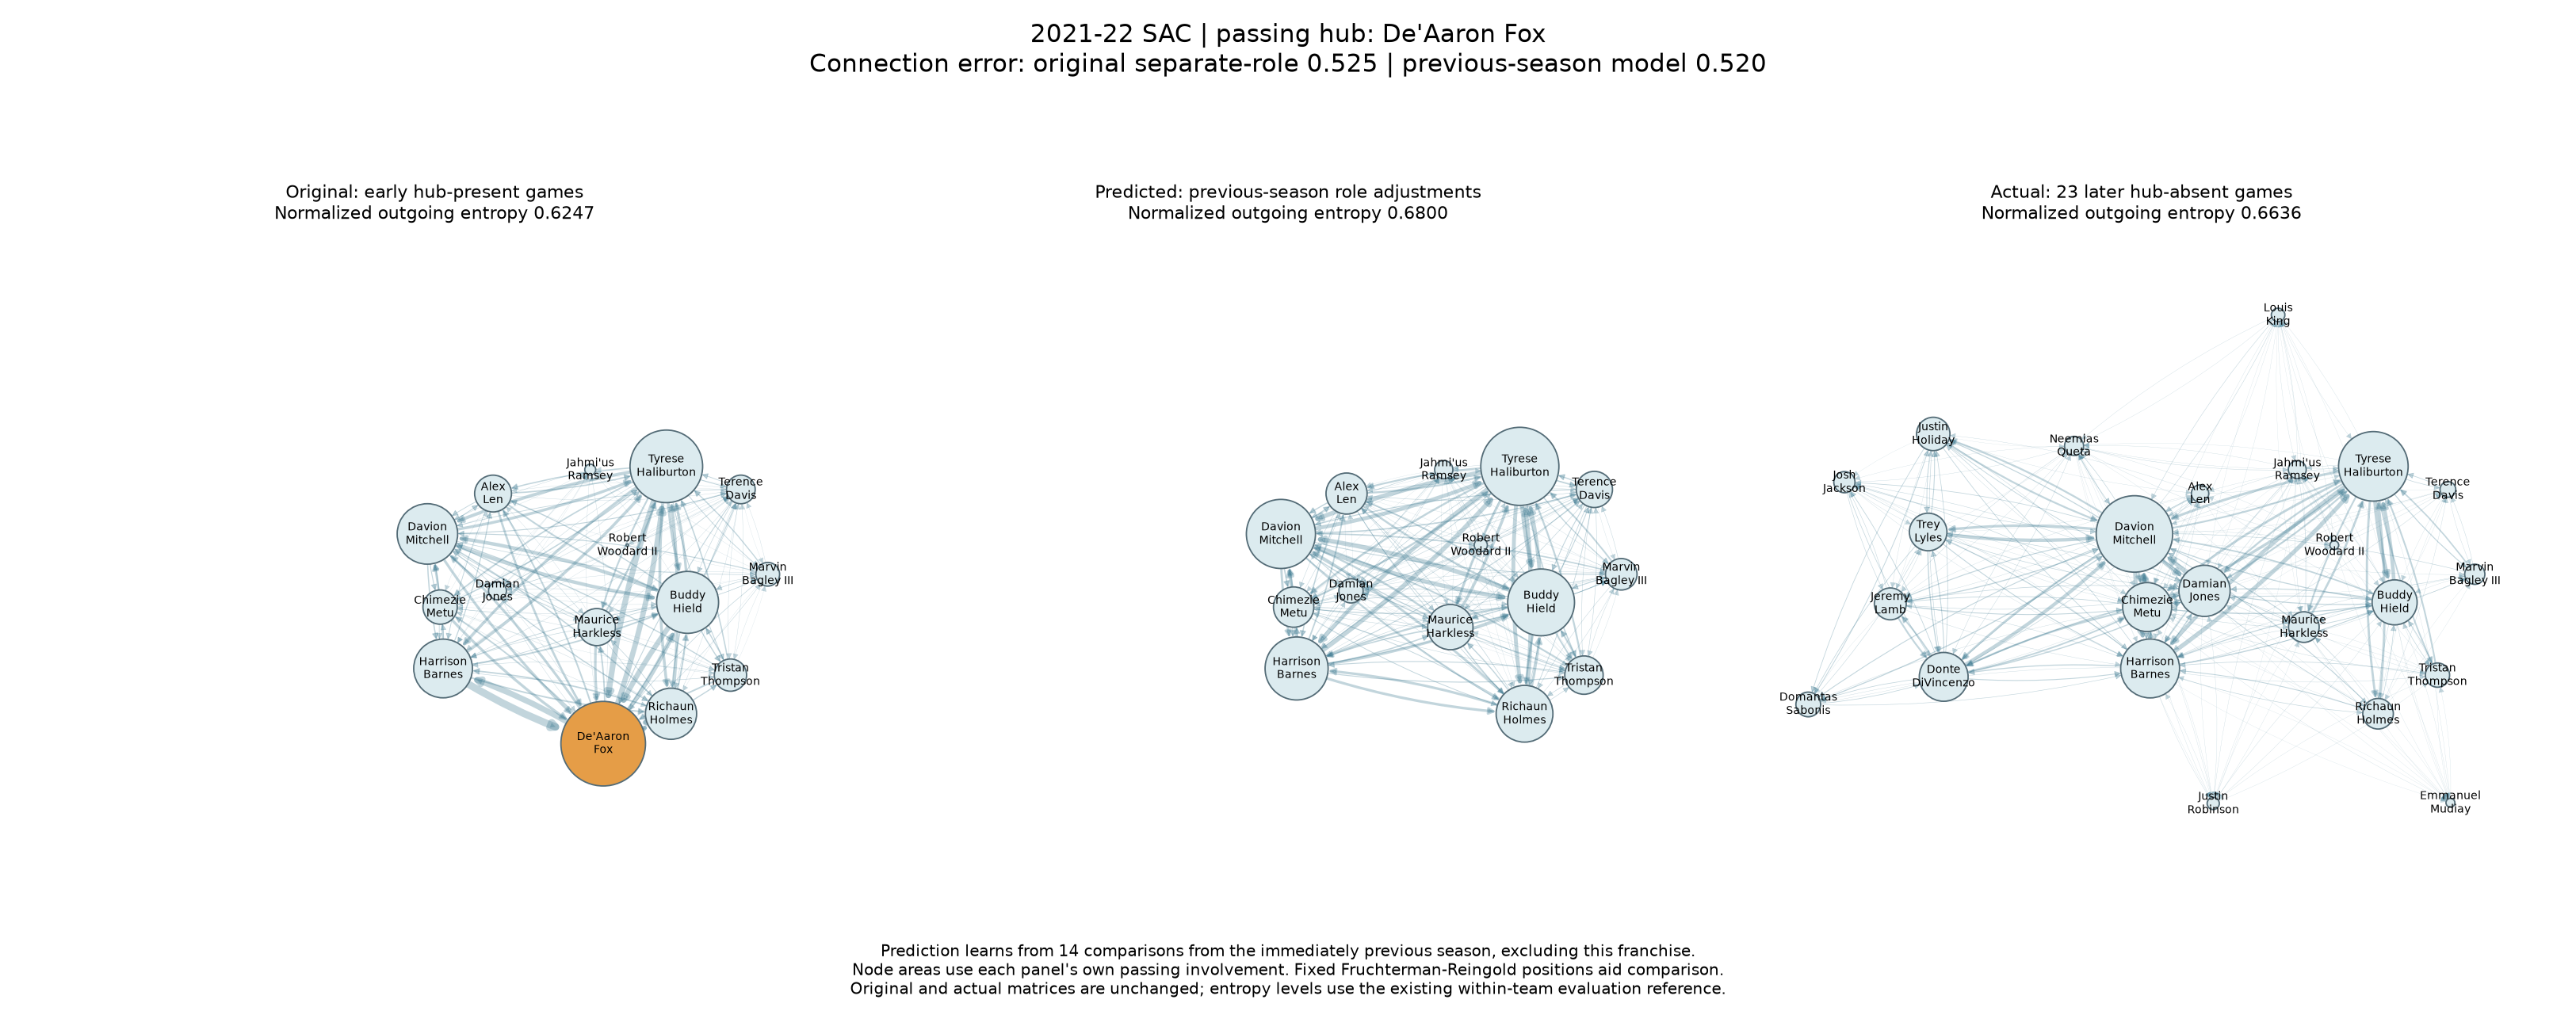 2021-22 SAC | passing hub: De'Aaron Fox
Connection error: original separate-role 0.525 | previous-season model 0.520
Original: early hub-present games
Normalized outgoing entropy 0.6247
Jahmi'us
Ramsey
Tyrese
Haliburton
Alex
Len
Terence
Davis
Davion
Mitchell
Robert
Woodard II
Marvin
Bagley III
Damian
Jones
Chimezie
Metu
Buddy
Hield
Maurice
Harkless
Harrison
Barnes
Tristan
Thompson
Richaun
Holmes
De'Aaron
Fox
Predicted: previous-season role adjustments
Normalized outgoing entropy 0.6800
Jahmi'us
Ramsey
Tyrese
Haliburton
Alex
Len
Terence
Davis
Davion
Mitchell
Robert
Woodard II
Marvin
Bagley III
Damian
Jones
Chimezie
Metu
Buddy
Hield
Maurice
Harkless
Harrison
Barnes
Tristan
Thompson
Richaun
Holmes
Actual: 23 later hub-absent games
Normalized outgoing entropy 0.6636
Louis
King
Justin
Holiday
Neemias
Queta
Josh
Jackson
Jahmi'us
Ramsey
Tyrese
Haliburton
Alex
Len
Terence
Davis
Trey
Lyles
Davion
Mitchell
Robert
Woodard II
Marvin
Bagley III
Damian
Jones
Jeremy
Lamb
Chimezie
Metu
Buddy
Hield
Maurice
Harkless
Donte
DiVincenzo
Harrison
Barnes
Tristan
Thompson
Domantas
Sabonis
Richaun
Holmes
Justin
Robinson
Emmanuel
Mudiay
Prediction learns from 14 comparisons from the immediately previous season, excluding this franchise.
Node areas use each panel's own passing involvement. Fixed Fruchterman-Reingold positions aid comparison.
Original and actual matrices are unchanged; entropy levels use the existing within-team evaluation reference.